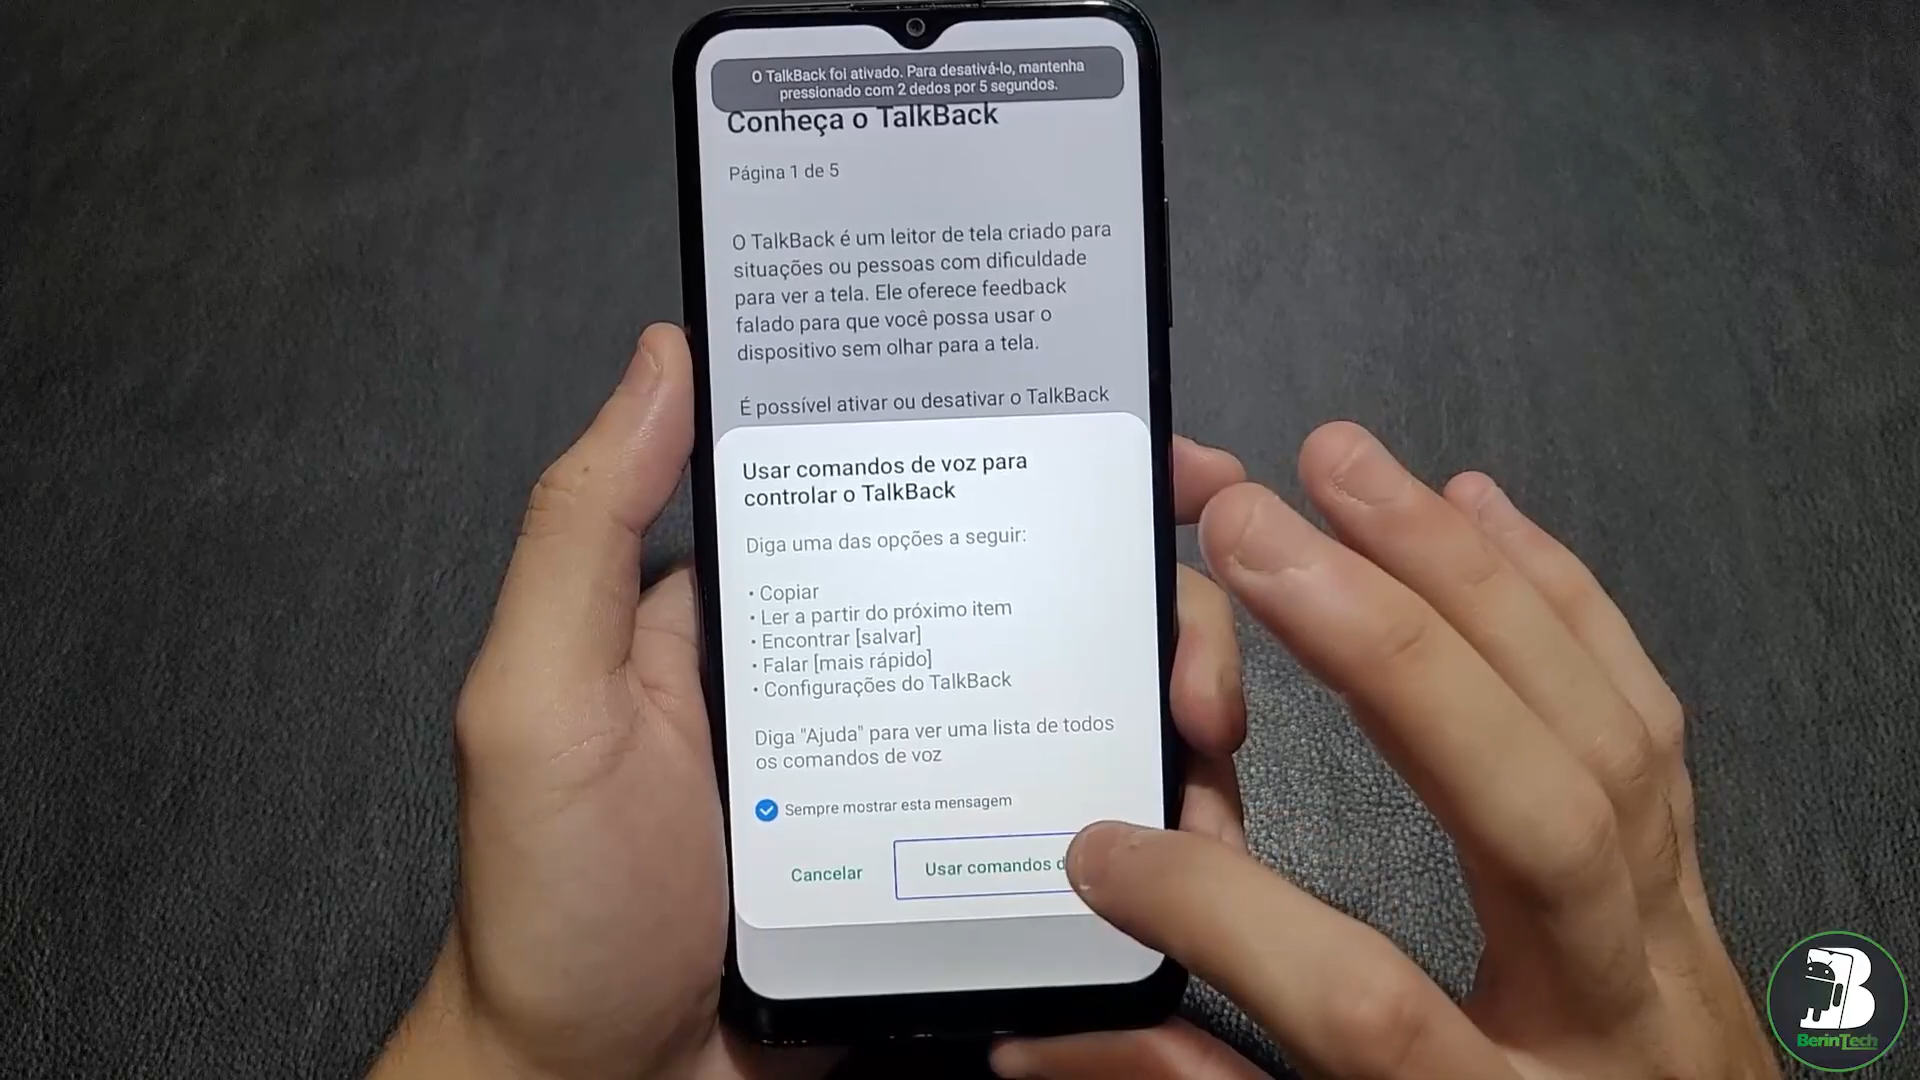 O TalkBack foi ativado. Para desativá-lo, mantenha
pressionado com 2 dedos por 5 segundos.
Conheça o TalkBack
Página 1 de 5
O TalkBack é um leitor de tela criado para
situações ou pessoas com dificuldade
para ver a tela. Ele oferece feedback
falado para que você possa usar o
dispositivo sem olhar para a tela.
É possível ativar ou desativar o TalkBack
Usar comandos de voz para
controlar o TalkBack
Diga uma das opções a seguir:
• Copiar
• Ler a partir do próximo item
• Encontrar [salvar]
• Falar [mais rápido]
• Configurações do TalkBack
Diga "Ajuda" para ver uma lista de todos
os comandos de voz
Sempre mostrar esta mensagem
Cancelar
Usar comandos
BerinTech